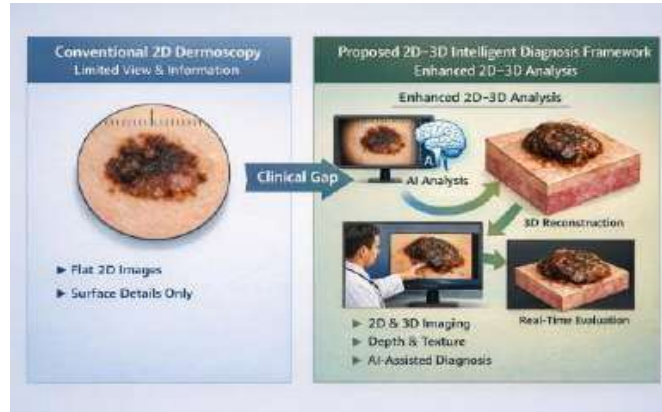 Conventional 2D Dermoscopy
Limited View & Information
► Flat 2D Images
► Surface Details Only
Clinical Gap
Proposed 2D–3D Intelligent Diagnosis Framework
Enhanced 2D–3D Analysis
Enhanced 2D–3D Analysis
A
AI Analysis
3D Reconstruction
Real-Time Evaluation
► 2D & 3D Imaging
► Depth & Texture
► AI-Assisted Diagnosis